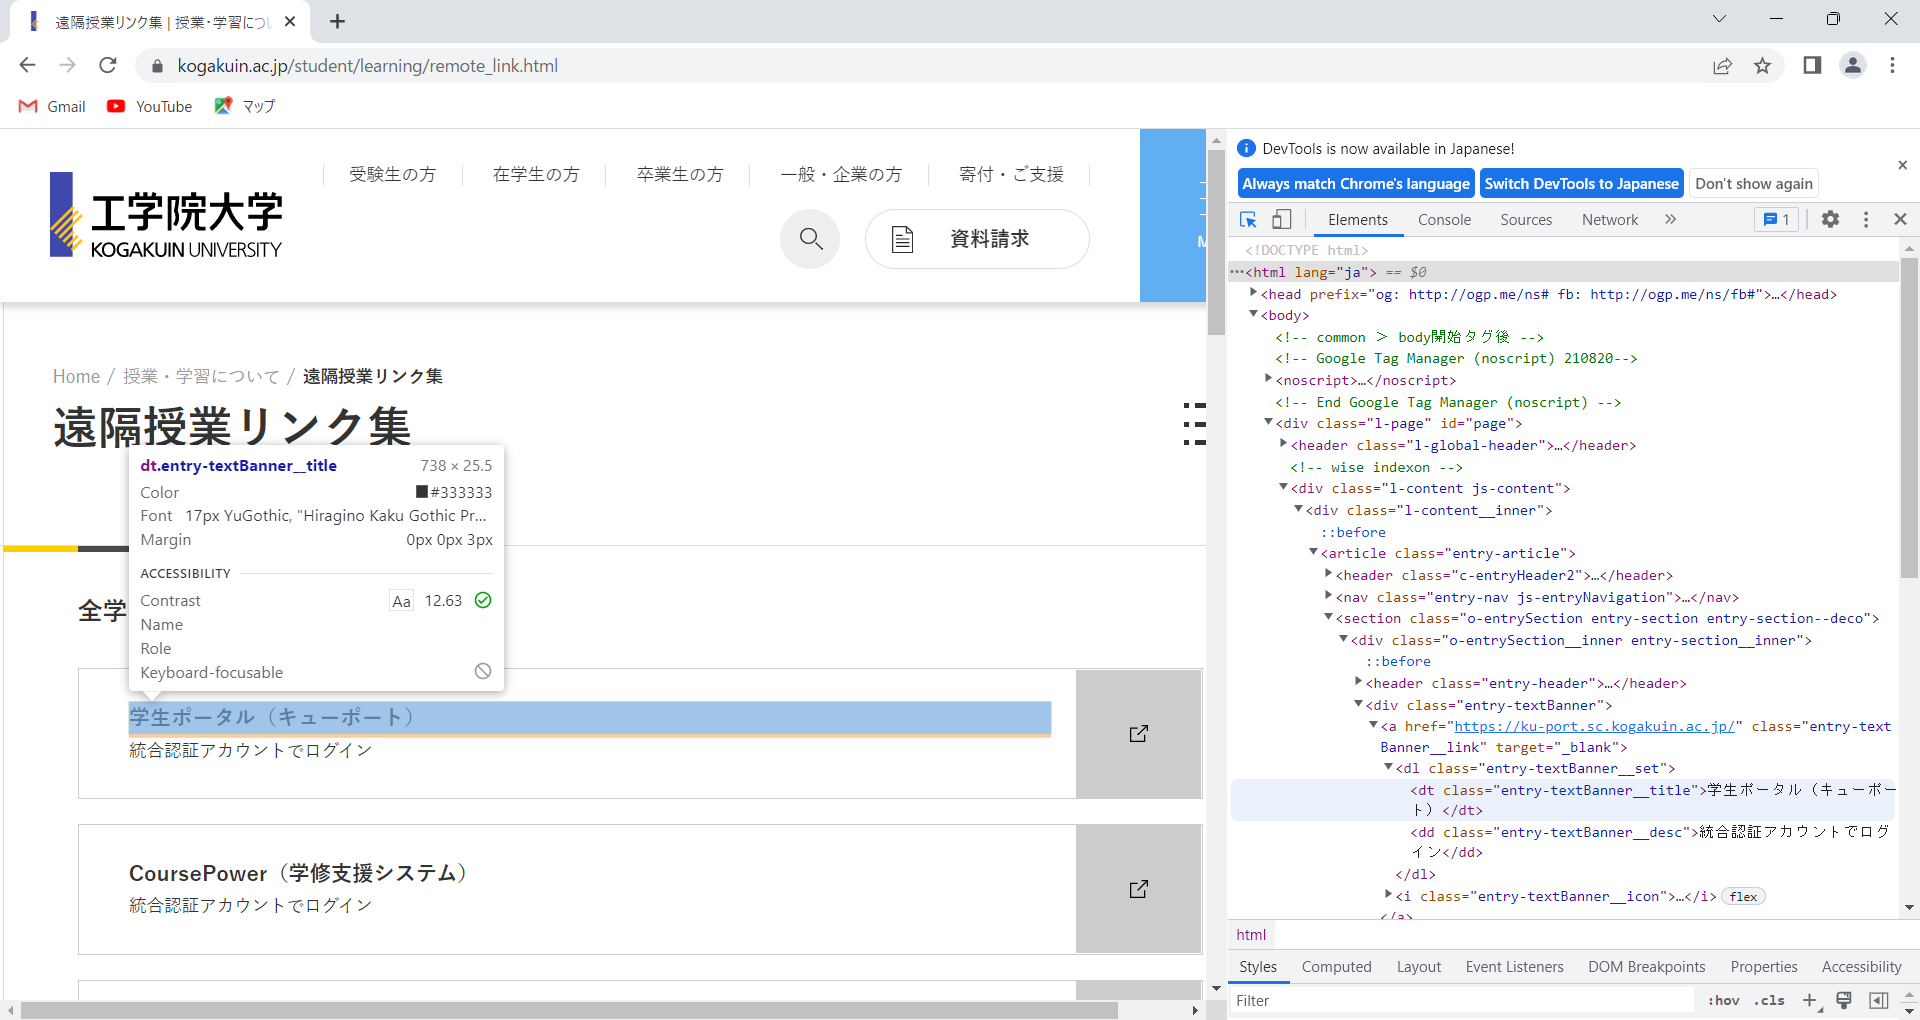 遠隔授業リンク集 | 授業・学習につい
kogakuin.ac.jp/student/learning/remote_link.html
Gmail
YouTube
マップ
受験生の方
在学生の方
卒業生の方
一般・企業の方
寄付・ご支援
工学院大学
KOGAKUIN UNIVERSITY
資料請求
M
Home / 授業・学習について / 遠隔授業リンク集
遠隔授業リンク集
dt.entry-textBanner__title 738 × 25.5
Color #333333
Font 17px YuGothic, "Hiragino Kaku Gothic Pr...
Margin 0px 0px 3px
ACCESSIBILITY
Contrast Aa 12.63
Name
Role
Keyboard-focusable
全学
学生ポータル（キューポート）
統合認証アカウントでログイン
CoursePower（学修支援システム）
統合認証アカウントでログイン
DevTools is now available in Japanese!
Always match Chrome's language
Switch DevTools to Japanese
Don't show again
Elements Console Sources Network » 1
<!DOCTYPE html>
···<html lang="ja"> == $0
<head prefix="og: http://ogp.me/ns# fb: http://ogp.me/ns/fb#">…</head>
<body>
<!-- common ＞ body開始タグ後 -->
<!-- Google Tag Manager (noscript) 210820-->
<noscript>…</noscript>
<!-- End Google Tag Manager (noscript) -->
<div class="l-page" id="page">
<header class="l-global-header">…</header>
<!-- wise indexon -->
<div class="l-content js-content">
<div class="l-content__inner">
::before
<article class="entry-article">
<header class="c-entryHeader2">…</header>
<nav class="entry-nav js-entryNavigation">…</nav>
<section class="o-entrySection entry-section entry-section--deco">
<div class="o-entrySection__inner entry-section__inner">
::before
<header class="entry-header">…</header>
<div class="entry-textBanner">
<a href="https://ku-port.sc.kogakuin.ac.jp/" class="entry-text
Banner__link" target="_blank">
<dl class="entry-textBanner__set">
<dt class="entry-textBanner__title">学生ポータル（キューポー
ト）</dt>
<dd class="entry-textBanner__desc">統合認証アカウントでログ
イン</dd>
</dl>
<i class="entry-textBanner__icon">…</i> flex
</a>
html
Styles Computed Layout Event Listeners DOM Breakpoints Properties Accessibility
Filter :hov .cls +